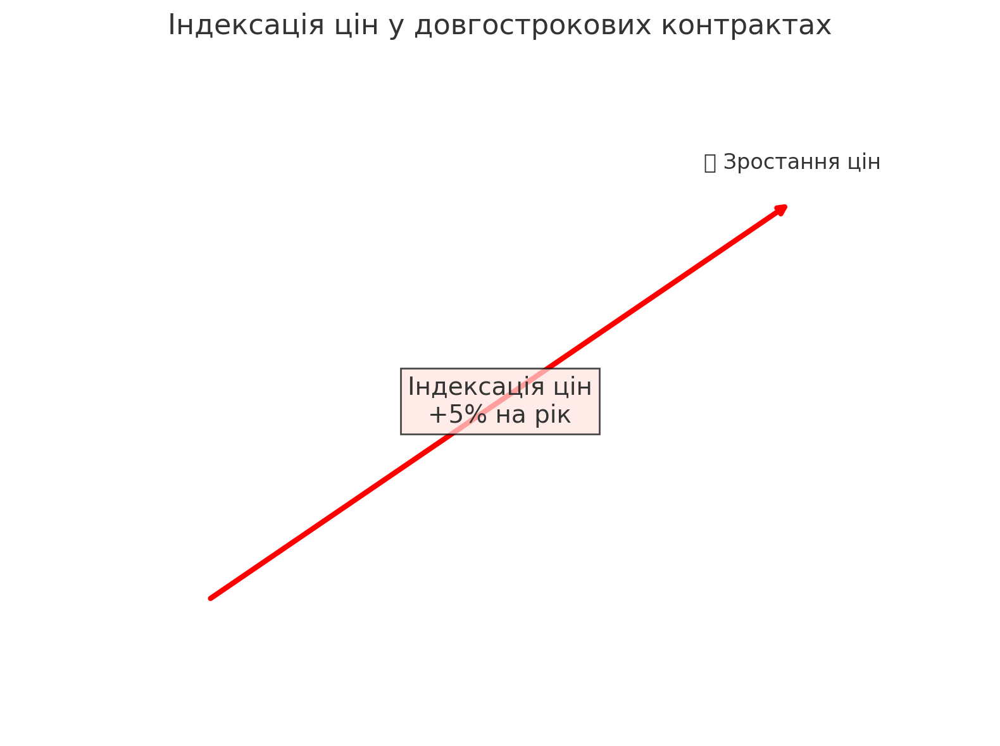 Індексація цін у довгострокових контрактах
Зростання цін
Індексація цін
+5% на рік